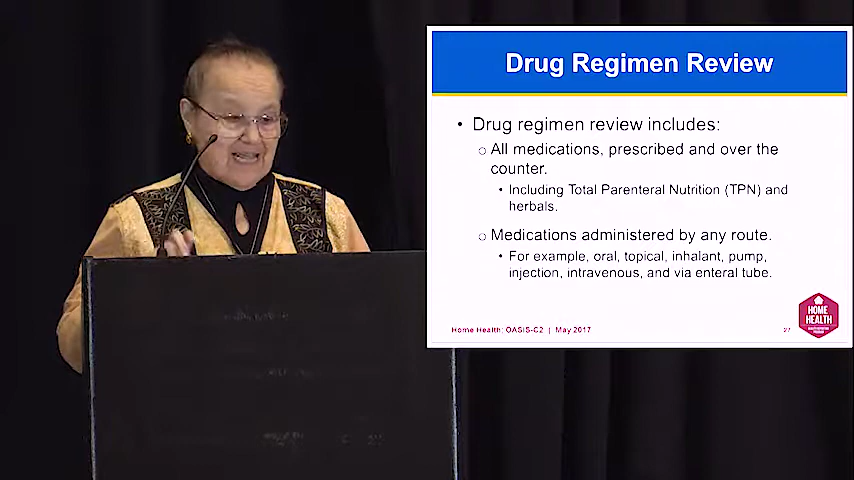 Drug Regimen Review
• Drug regimen review includes:
○ All medications, prescribed and over the
counter.
• Including Total Parenteral Nutrition (TPN) and
herbals.
○ Medications administered by any route.
• For example, oral, topical, inhalant, pump,
injection, intravenous, and via enteral tube.
HOME
HEALTH
Home Health: OASIS-C2 | May 2017
27